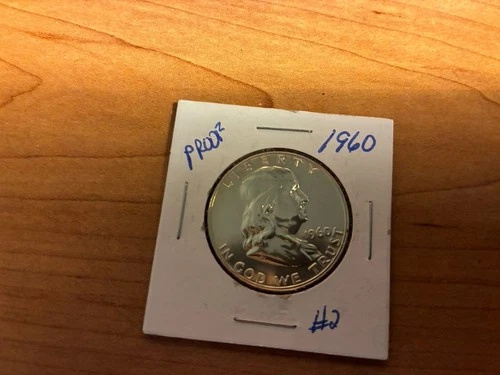 PROOF
1960
LIBERTY
1960
IN GOD WE TRUST
#2